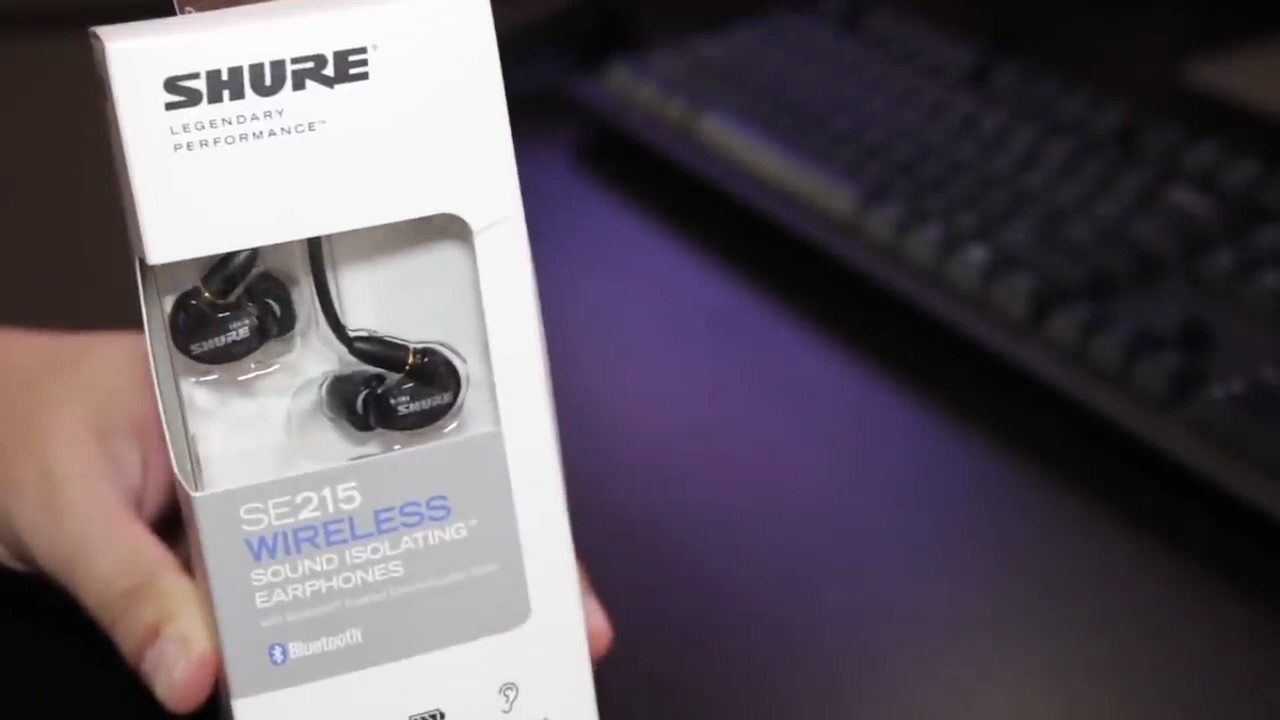 SHURE
LEGENDARY
PERFORMANCE™
SHURE
SHURE
SE215
WIRELESS
SOUND ISOLATING™
EARPHONES
Bluetooth